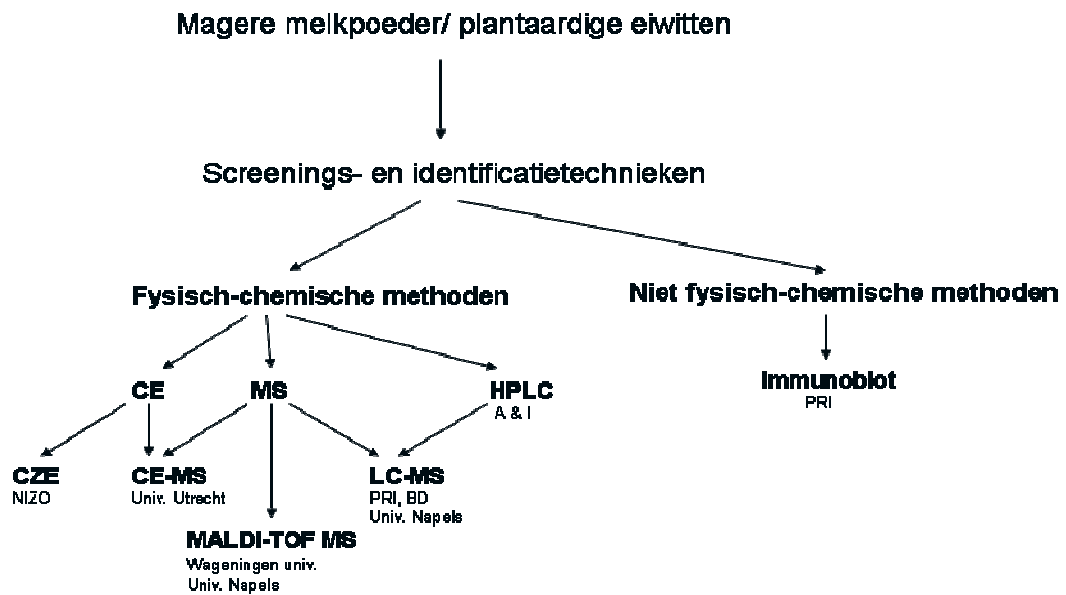 Magere melkpoeder/ plantaardige eiwitten
Screenings- en identificatietechnieken
Fysisch-chemische methoden
Niet fysisch-chemische methoden
CE
MS
HPLC
A & I
Immunoblot
PRI
CZE
NIZO
CE-MS
Univ. Utrecht
LC-MS
PRI, BD
Univ. Napels
MALDI-TOF MS
Wageningen univ.
Univ. Napels